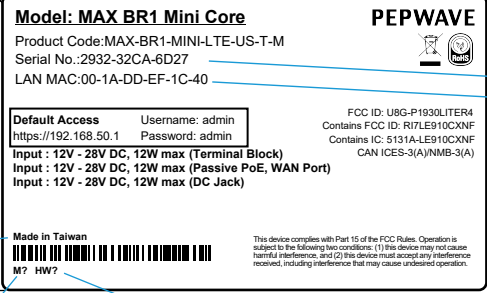 Model: MAX BR1 Mini Core
PEPWAVE
Product Code:MAX-BR1-MINI-LTE-US-T-M
Serial No.:2932-32CA-6D27
LAN MAC:00-1A-DD-EF-1C-40
RoHS
Default Access Username: admin
https://192.168.50.1 Password: admin
FCC ID: U8G-P1930LITER4
Contains FCC ID: RI7LE910CXNF
Contains IC: 5131A-LE910CXNF
CAN ICES-3(A)/NMB-3(A)
Input : 12V - 28V DC, 12W max (Terminal Block)
Input : 12V - 28V DC, 12W max (Passive PoE, WAN Port)
Input : 12V - 28V DC, 12W max (DC Jack)
Made in Taiwan
M? HW?
This device complies with Part 15 of the FCC Rules. Operation is
subject to the following two conditions: (1) this device may not cause
harmful interference, and (2) this device must accept any interference
received, including interference that may cause undesired operation.